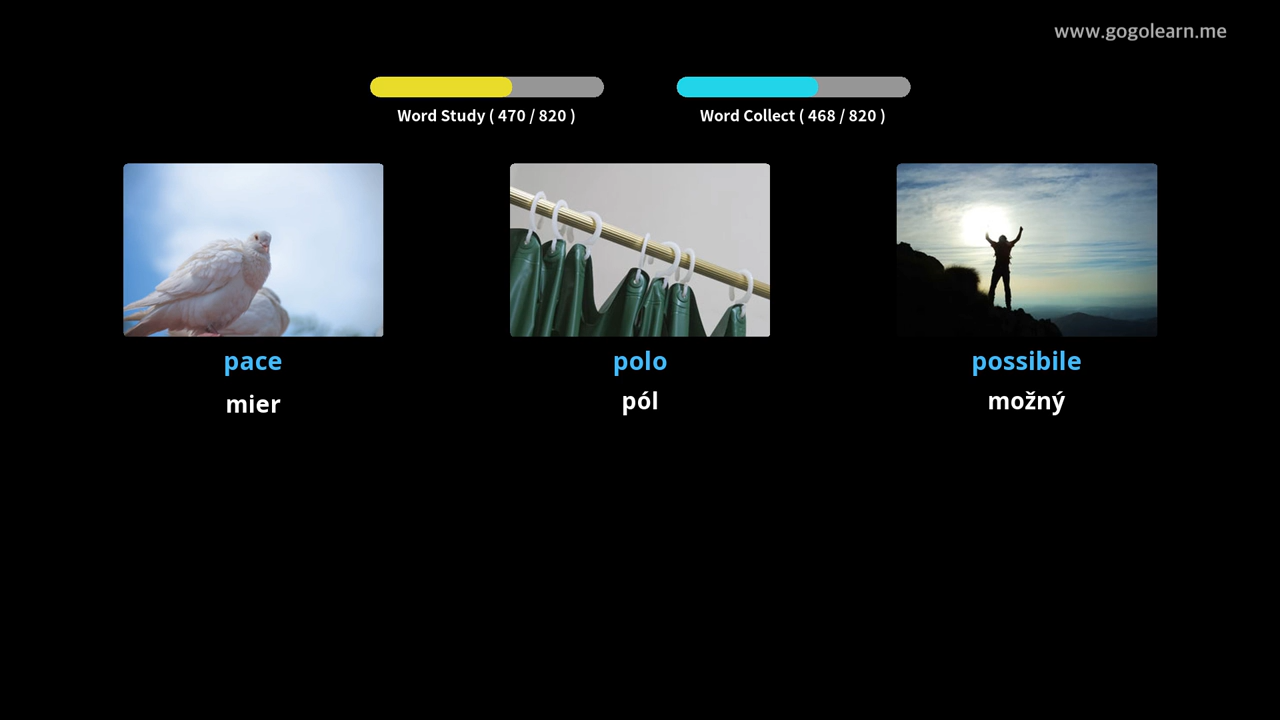 www.gogolearn.me
Word Study ( 470 / 820 )
Word Collect ( 468 / 820 )
pace
polo
possibile
mier
pól
možný